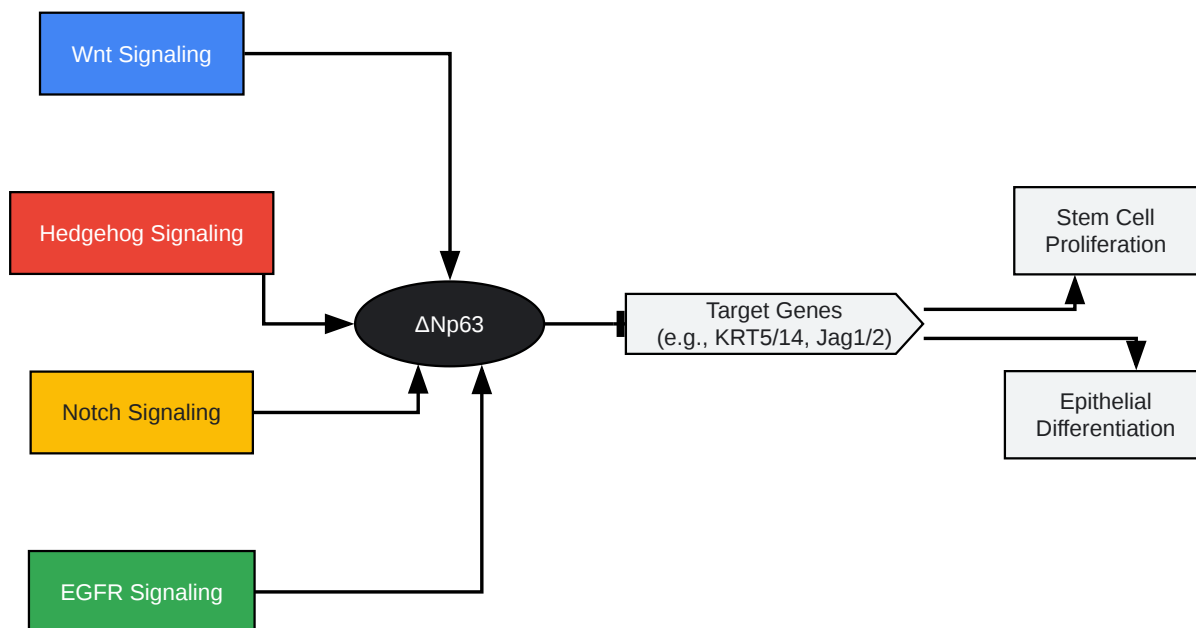 Wnt Signaling
Hedgehog Signaling
Notch Signaling
EGFR Signaling
ΔNp63
Target Genes
(e.g., KRT5/14, Jag1/2)
Stem Cell
Proliferation
Epithelial
Differentiation